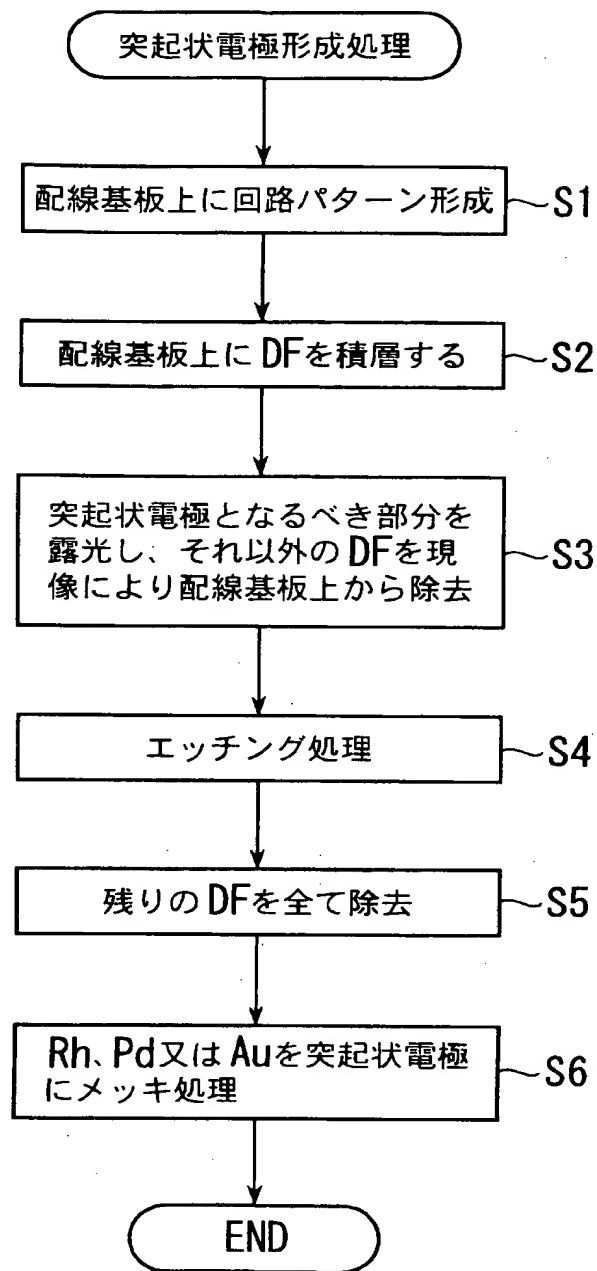 突起状電極形成処理
配線基板上に回路パターン形成
S1
配線基板上にDFを積層する
S2
突起状電極となるべき部分を
露光し、それ以外のDFを現
像により配線基板上から除去
S3
エッチング処理
S4
残りのDFを全て除去
S5
Rh、Pd又はAuを突起状電極
にメッキ処理
S6
END